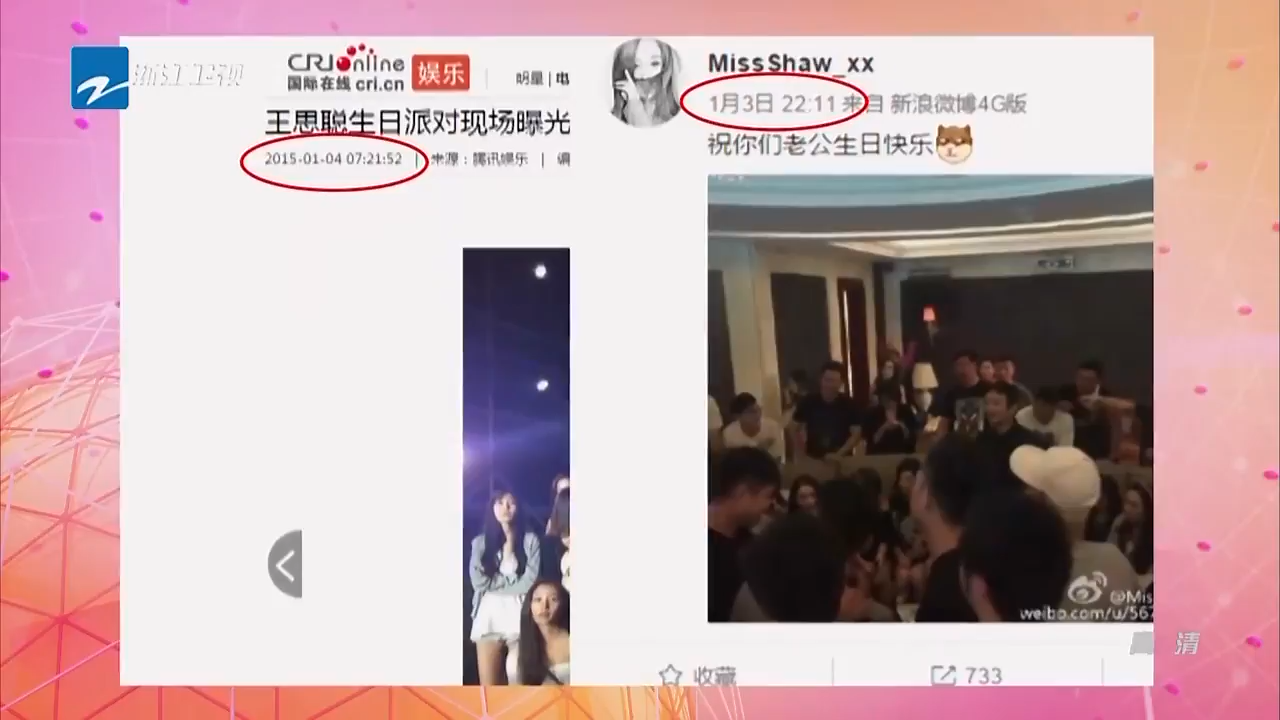 浙江卫视
CRIonline
国际在线 cri.cn
娱乐
明星 | 电
王思聪生日派对现场曝光
2015-01-04 07:21:52 | 来源：腾讯娱乐 | 编
MissShaw_xx
1月3日 22:11 来自 新浪微博4G版
祝你们老公生日快乐
@Mis
weibo.com/u/567
收藏
733
高清